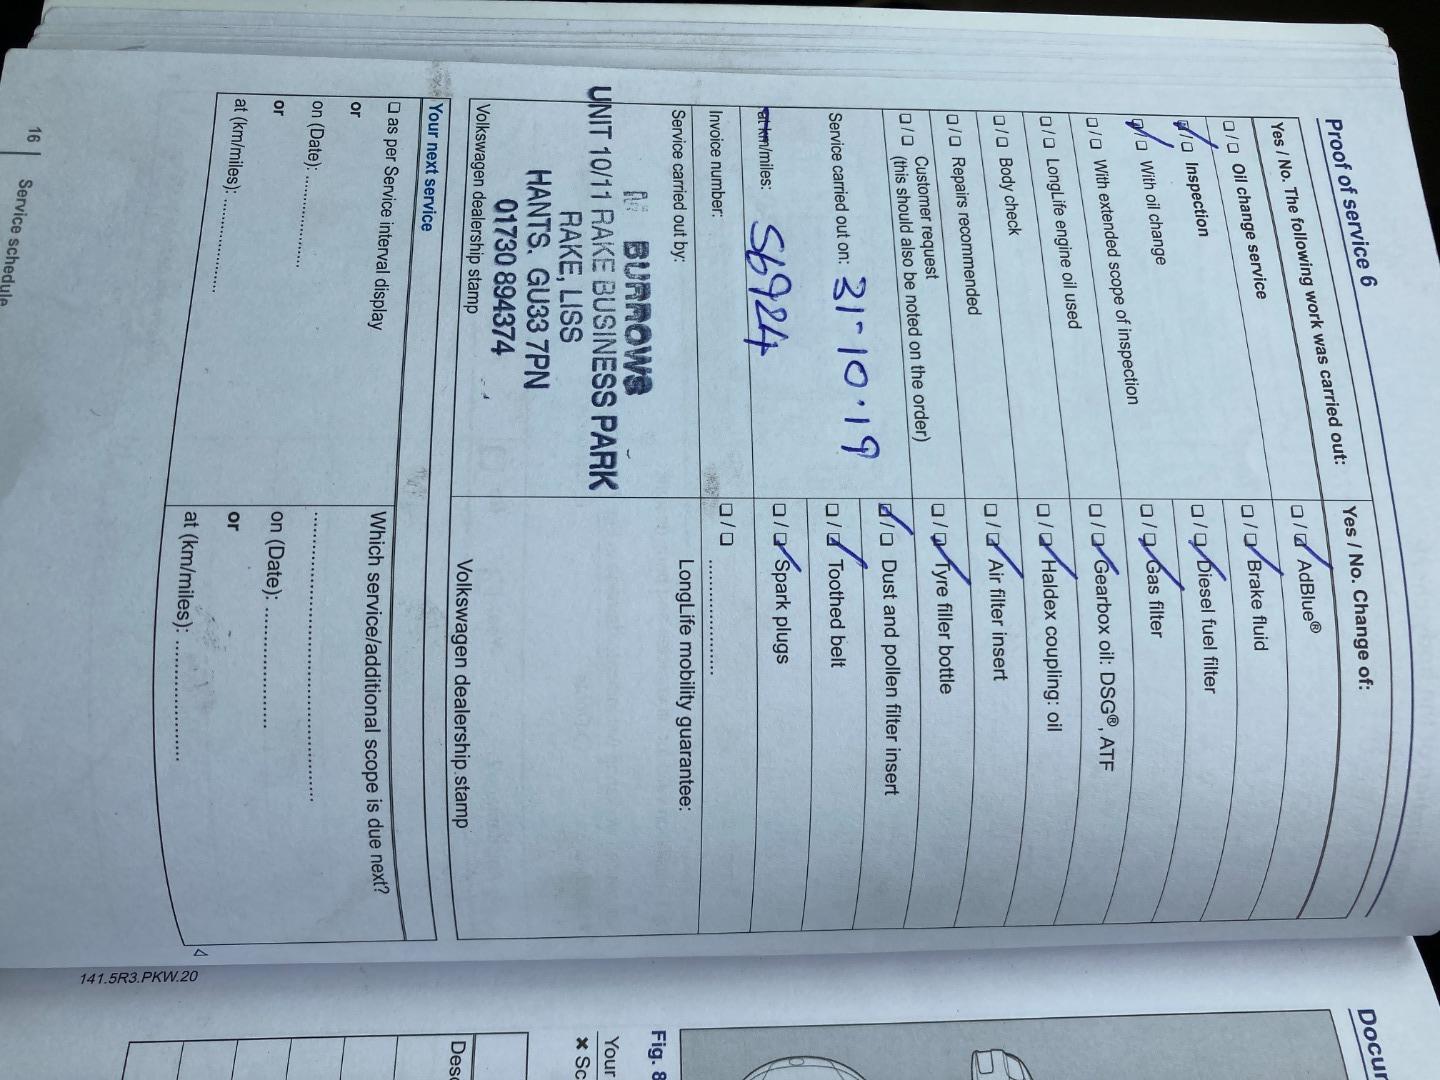 Proof of service 6
Yes / No. The following work was carried out:
☐/☐ Oil change service
☑/☐ Inspection
☑/☐ With oil change
☐/☐ With extended scope of inspection
☐/☐ LongLife engine oil used
☐/☐ Body check
☐/☐ Repairs recommended
☐/☐ Customer request
(this should also be noted on the order)
Service carried out on: 31-10.19
at km/miles: 56924
Invoice number:
Service carried out by:
BURROWS
UNIT 10/11 RAKE BUSINESS PARK
RAKE, LISS
HANTS. GU33 7PN
01730 894374
Volkswagen dealership stamp
Yes / No. Change of:
☐/☑ AdBlue®
☐/☑ Brake fluid
☐/☑ Diesel fuel filter
☐/☑ Gas filter
☐/☑ Gearbox oil: DSG®, ATF
☐/☑ Haldex coupling: oil
☐/☑ Air filter insert
☐/☑ Tyre filler bottle
☑/☐ Dust and pollen filter insert
☐/☑ Toothed belt
☐/☑ Spark plugs
☐/☐ ....................
LongLife mobility guarantee:
Volkswagen dealership stamp
Your next service
☐ as per Service interval display
or
on (Date): ....................
or
at (km/miles): ....................
Which service/additional scope is due next?
..................................................
on (Date): ....................
or
at (km/miles): ....................
16 | Service schedule
141.5R3.PKW.20
Fig. 8
Your
× Sc